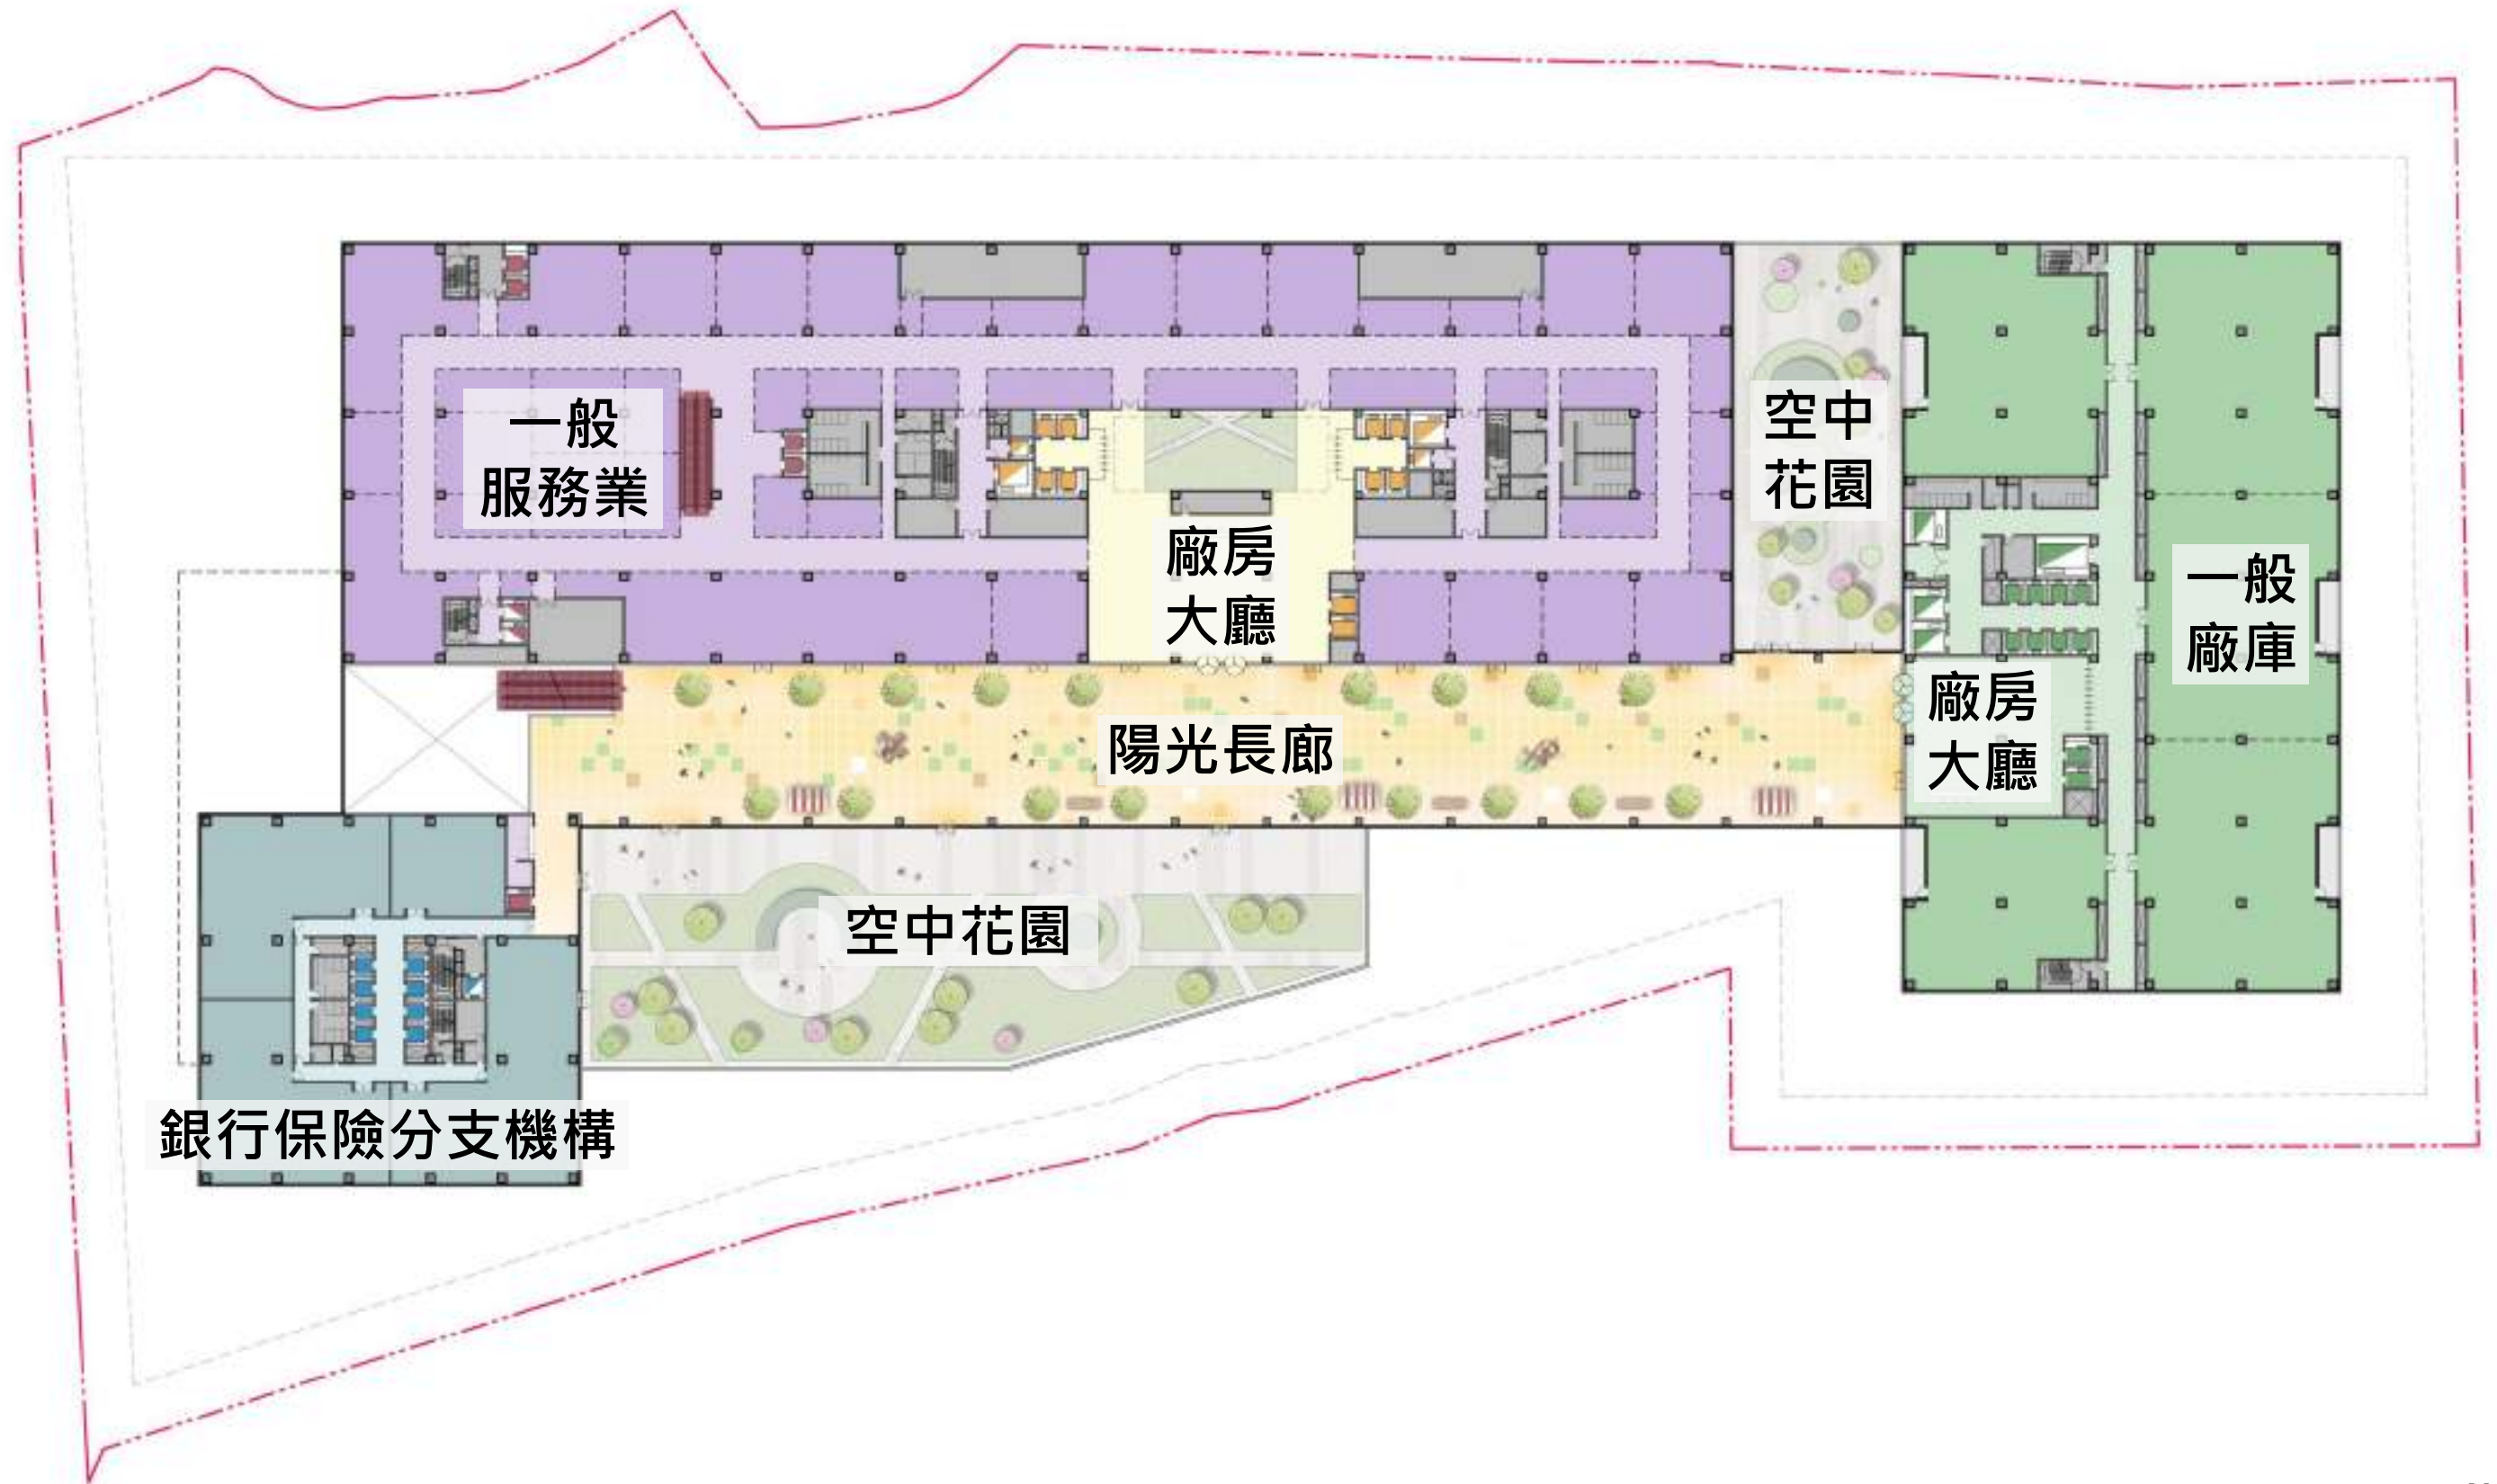 一般
服務業
空中
花園
廠房
大廳
一般
廠庫
廠房
大廳
陽光長廊
空中花園
銀行保險分支機構